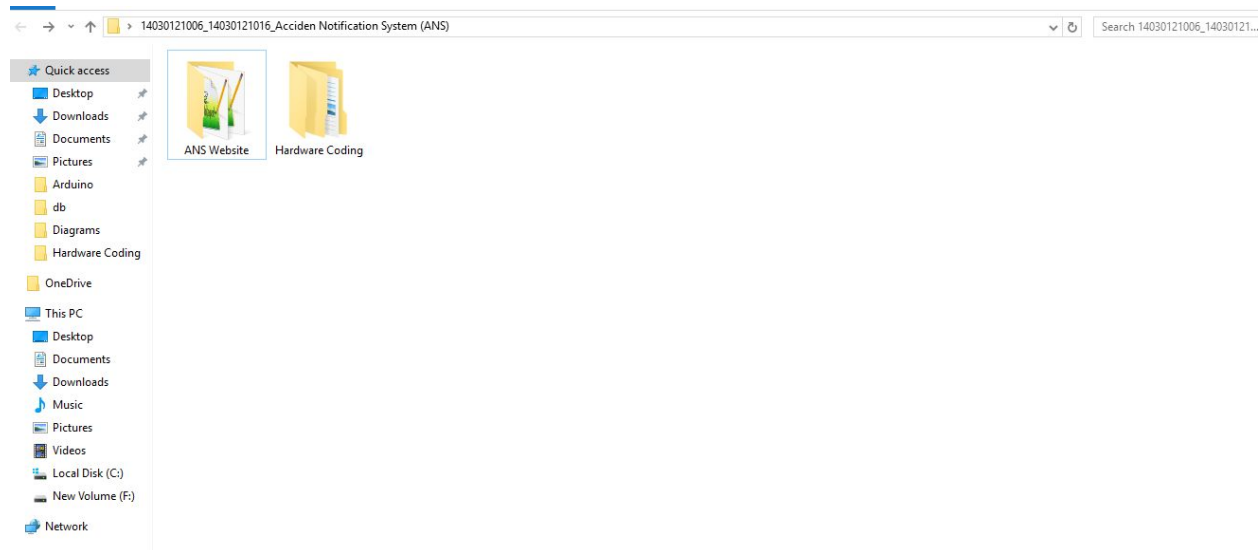 14030121006_14030121016_Acciden Notification System (ANS)
Search 14030121006_14030121...
Quick access
Desktop
Downloads
Documents
Pictures
Arduino
db
Diagrams
Hardware Coding
OneDrive
This PC
Desktop
Documents
Downloads
Music
Pictures
Videos
Local Disk (C:)
New Volume (F:)
Network
ANS Website
Hardware Coding